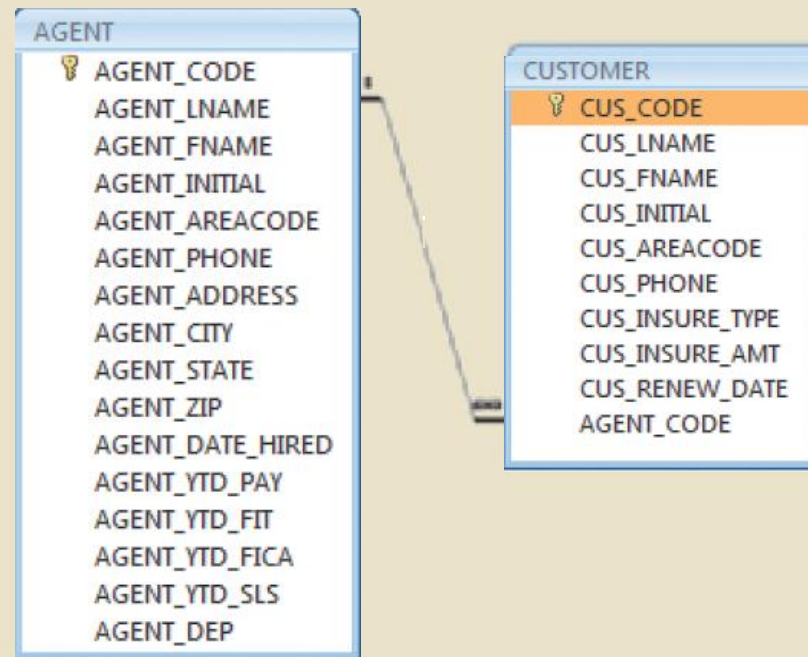 AGENT
AGENT_CODE
AGENT_LNAME
AGENT_FNAME
AGENT_INITIAL
AGENT_AREACODE
AGENT_PHONE
AGENT_ADDRESS
AGENT_CITY
AGENT_STATE
AGENT_ZIP
AGENT_DATE_HIRED
AGENT_YTD_PAY
AGENT_YTD_FIT
AGENT_YTD_FICA
AGENT_YTD_SLS
AGENT_DEP
1
∞
CUSTOMER
CUS_CODE
CUS_LNAME
CUS_FNAME
CUS_INITIAL
CUS_AREACODE
CUS_PHONE
CUS_INSURE_TYPE
CUS_INSURE_AMT
CUS_RENEW_DATE
AGENT_CODE